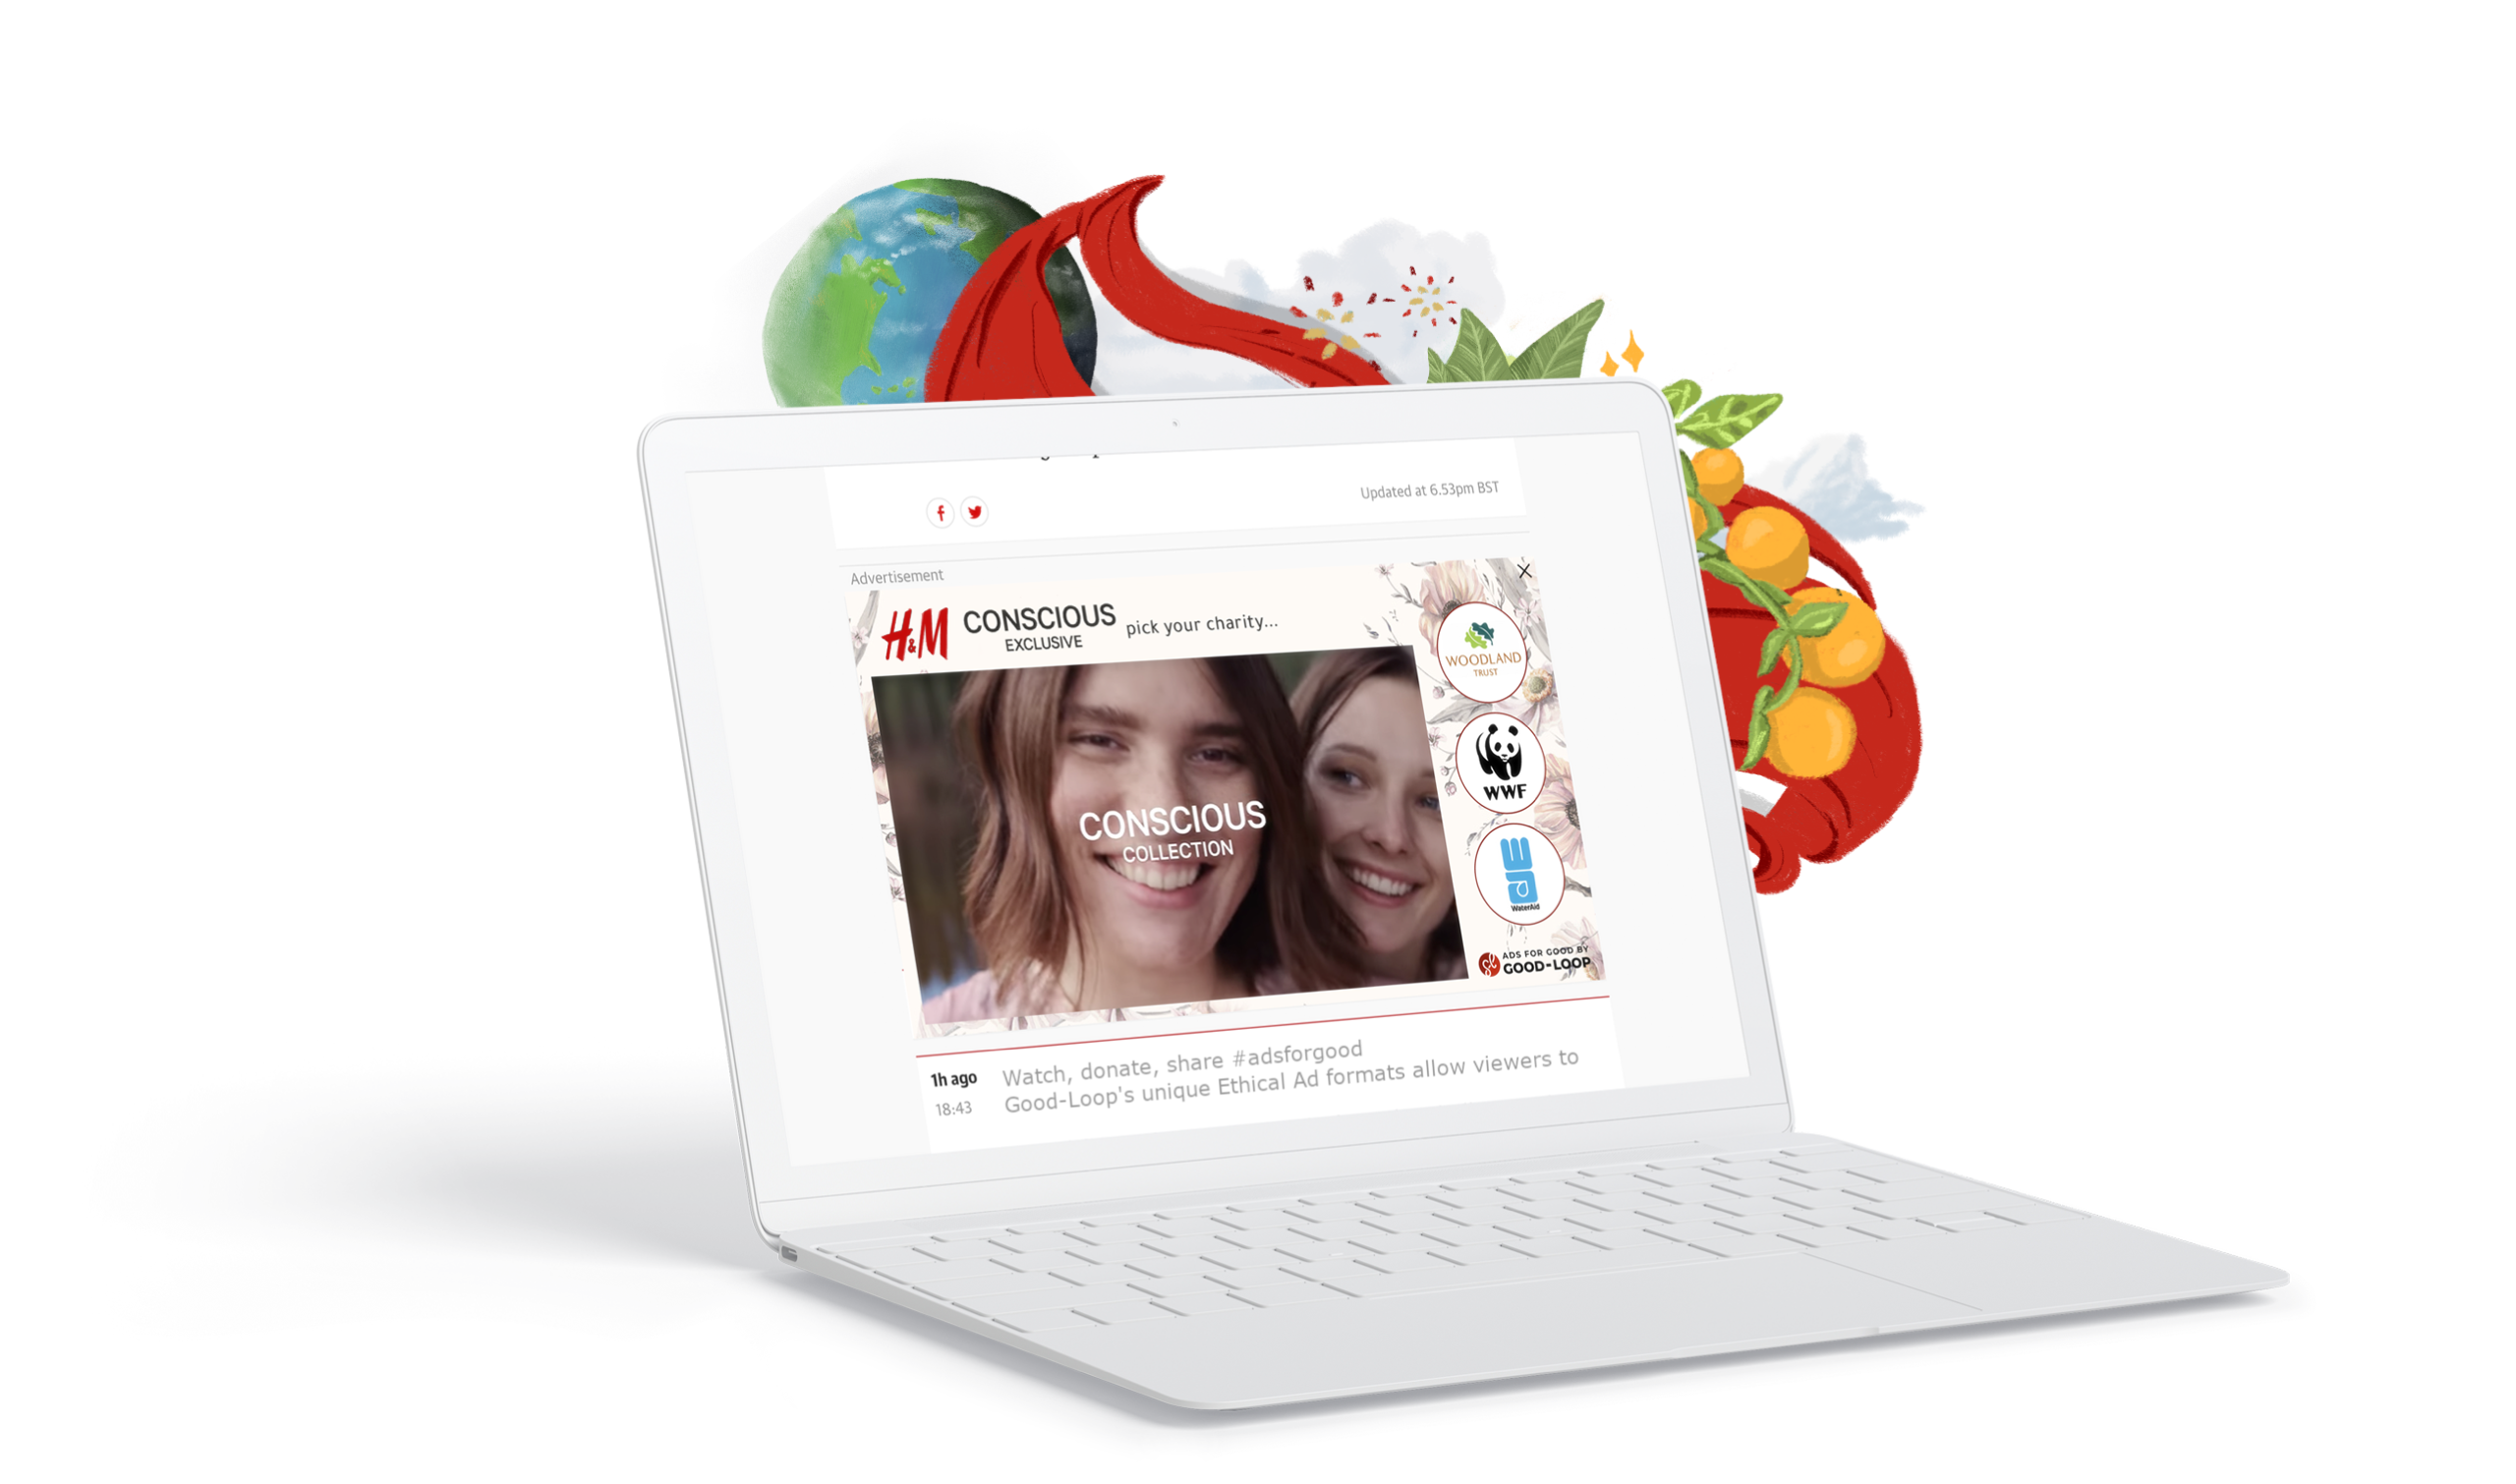 Updated at 6.53pm BST
Advertisement
H&M
CONSCIOUS
EXCLUSIVE
pick your charity...
WOODLAND
TRUST
WWF
WaterAid
CONSCIOUS
COLLECTION
ADS FOR GOOD BY
GOOD-LOOP
1h ago
18:43
Watch, donate, share #adsforgood
Good-Loop's unique Ethical Ad formats allow viewers to